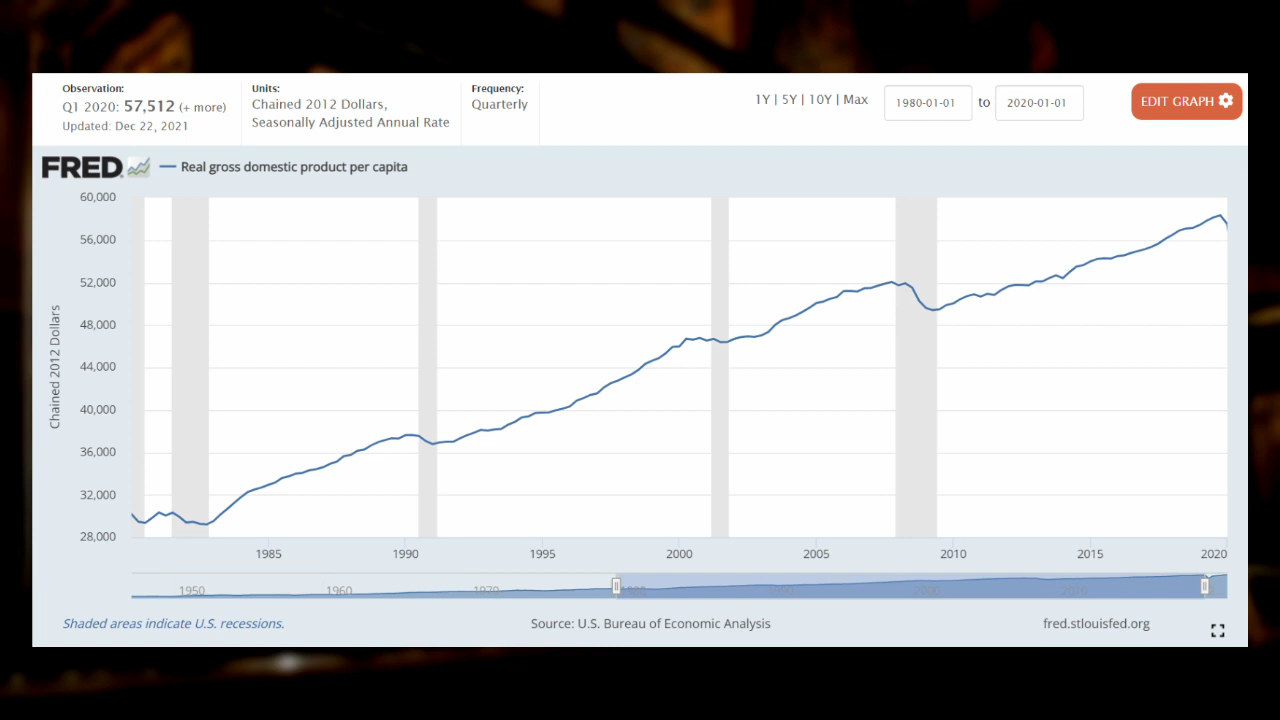 Observation:
Q1 2020: 57,512 (+ more)
Updated: Dec 22, 2021
Units:
Chained 2012 Dollars,
Seasonally Adjusted Annual Rate
Frequency:
Quarterly
1Y | 5Y | 10Y | Max
1980-01-01 to 2020-01-01
EDIT GRAPH
FRED
Real gross domestic product per capita
60,000
56,000
52,000
48,000
44,000
40,000
36,000
32,000
28,000
Chained 2012 Dollars
1985 1990 1995 2000 2005 2010 2015 2020
1950 1960 1970 1990 2000 2010
Shaded areas indicate U.S. recessions.
Source: U.S. Bureau of Economic Analysis
fred.stlouisfed.org